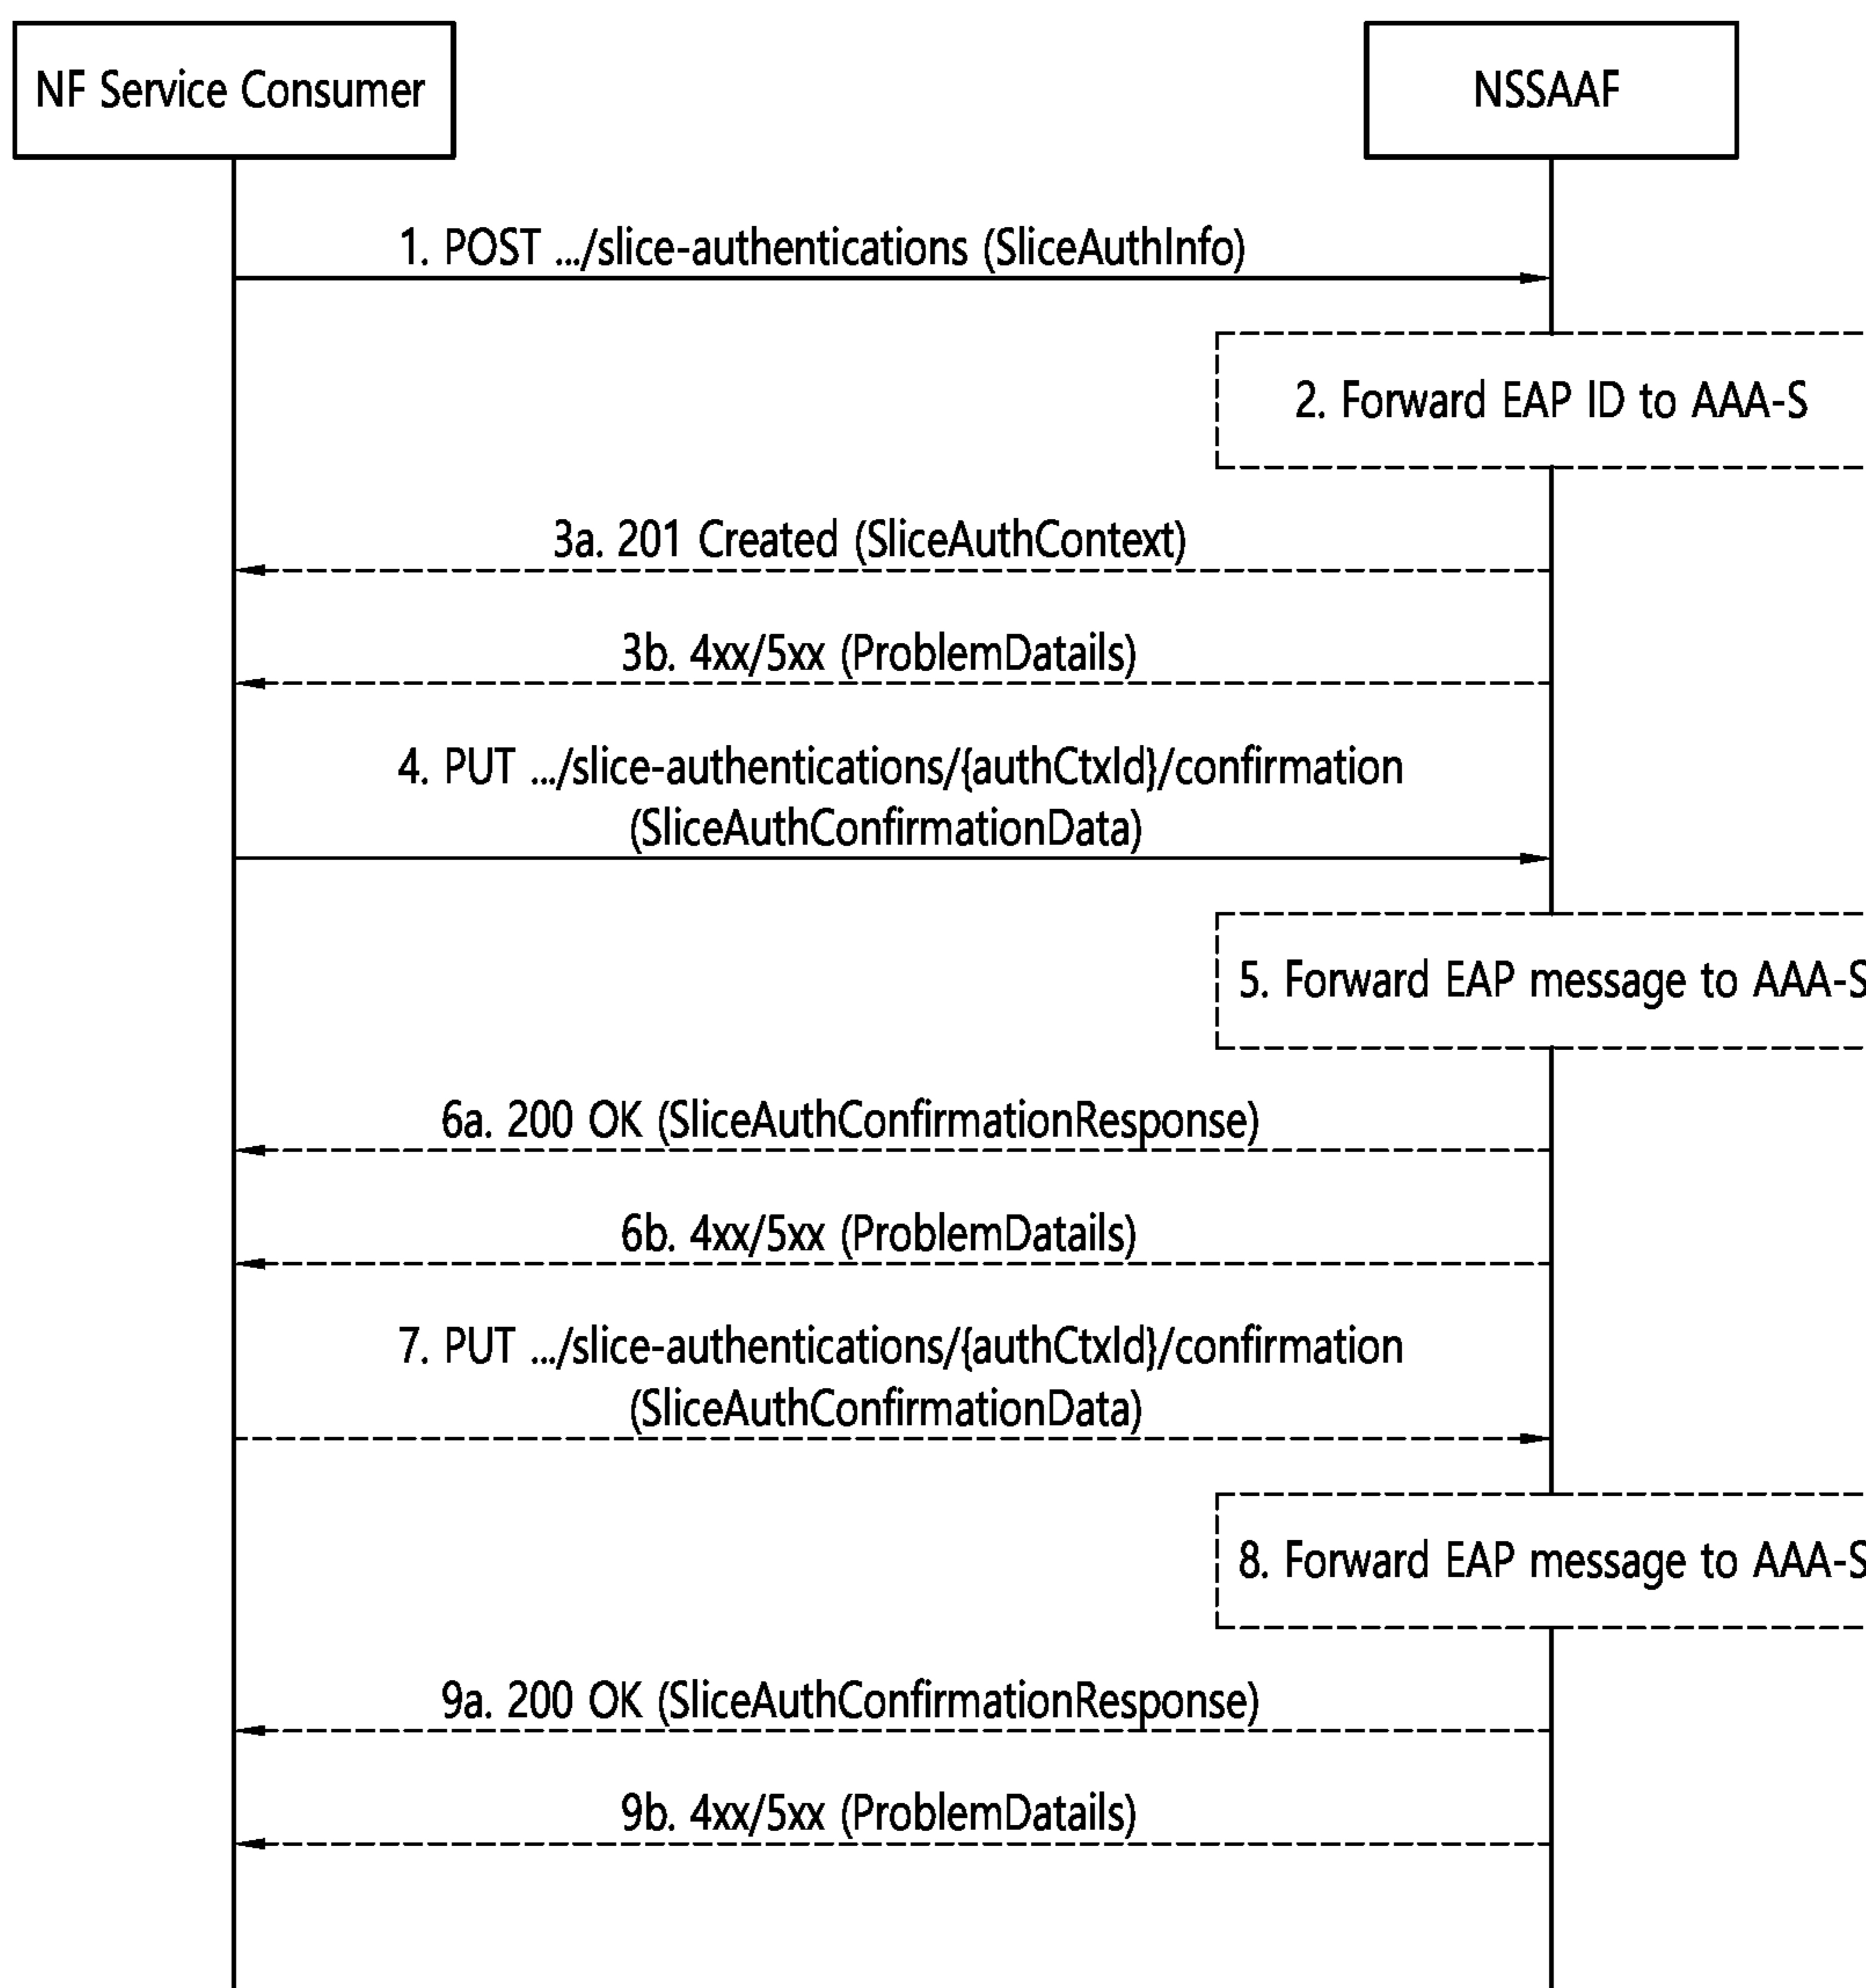 NF Service Consumer
NSSAAF
1. POST .../slice-authentications (SliceAuthInfo)
2. Forward EAP ID to AAA-S
3a. 201 Created (SliceAuthContext)
3b. 4xx/5xx (ProblemDatails)
4. PUT .../slice-authentications/{authCtxId}/confirmation
(SliceAuthConfirmationData)
5. Forward EAP message to AAA-S
6a. 200 OK (SliceAuthConfirmationResponse)
6b. 4xx/5xx (ProblemDatails)
7. PUT .../slice-authentications/{authCtxId}/confirmation
(SliceAuthConfirmationData)
8. Forward EAP message to AAA-S
9a. 200 OK (SliceAuthConfirmationResponse)
9b. 4xx/5xx (ProblemDatails)